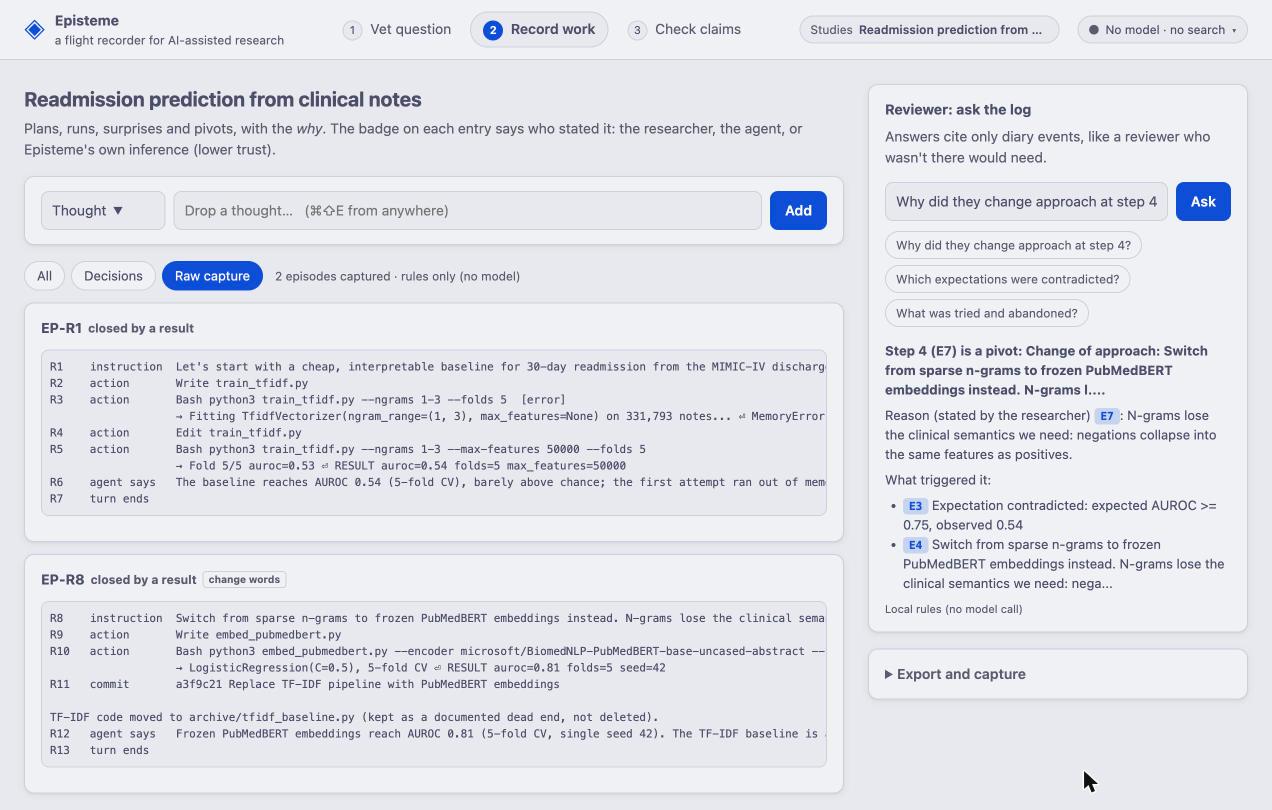 Episteme
a flight recorder for AI-assisted research
1 Vet question
2 Record work
3 Check claims
Studies Readmission prediction from ...
No model · no search ▾
Readmission prediction from clinical notes
Plans, runs, surprises and pivots, with the why. The badge on each entry says who stated it: the researcher, the agent, or
Episteme's own inference (lower trust).
Thought ▼
Drop a thought... (⌘⇧E from anywhere)
Add
All
Decisions
Raw capture
2 episodes captured · rules only (no model)
EP-R1 closed by a result
R1 instruction Let's start with a cheap, interpretable baseline for 30-day readmission from the MIMIC-IV discharg
R2 action Write train_tfidf.py
R3 action Bash python3 train_tfidf.py --ngrams 1-3 --folds 5 [error]
→ Fitting TfidfVectorizer(ngram_range=(1, 3), max_features=None) on 331,793 notes... ⏎ MemoryError
R4 action Edit train_tfidf.py
R5 action Bash python3 train_tfidf.py --ngrams 1-3 --max-features 50000 --folds 5
→ Fold 5/5 auroc=0.53 ⏎ RESULT auroc=0.54 folds=5 max_features=50000
R6 agent says The baseline reaches AUROC 0.54 (5-fold CV), barely above chance; the first attempt ran out of mem
R7 turn ends
EP-R8 closed by a result change words
R8 instruction Switch from sparse n-grams to frozen PubMedBERT embeddings instead. N-grams lose the clinical sema
R9 action Write embed_pubmedbert.py
R10 action Bash python3 embed_pubmedbert.py --encoder microsoft/BiomedNLP-PubMedBERT-base-uncased-abstract --
→ LogisticRegression(C=0.5), 5-fold CV ⏎ RESULT auroc=0.81 folds=5 seed=42
R11 commit a3f9c21 Replace TF-IDF pipeline with PubMedBERT embeddings
TF-IDF code moved to archive/tfidf_baseline.py (kept as a documented dead end, not deleted).
R12 agent says Frozen PubMedBERT embeddings reach AUROC 0.81 (5-fold CV, single seed 42). The TF-IDF baseline is
R13 turn ends
Reviewer: ask the log
Answers cite only diary events, like a reviewer who
wasn't there would need.
Why did they change approach at step 4
Ask
Why did they change approach at step 4?
Which expectations were contradicted?
What was tried and abandoned?
Step 4 (E7) is a pivot: Change of approach: Switch
from sparse n-grams to frozen PubMedBERT
embeddings instead. N-grams l....
Reason (stated by the researcher) E7: N-grams lose
the clinical semantics we need: negations collapse into
the same features as positives.
What triggered it:
• E3 Expectation contradicted: expected AUROC >=
0.75, observed 0.54
• E4 Switch from sparse n-grams to frozen
PubMedBERT embeddings instead. N-grams lose the
clinical semantics we need: nega...
Local rules (no model call)
▶ Export and capture